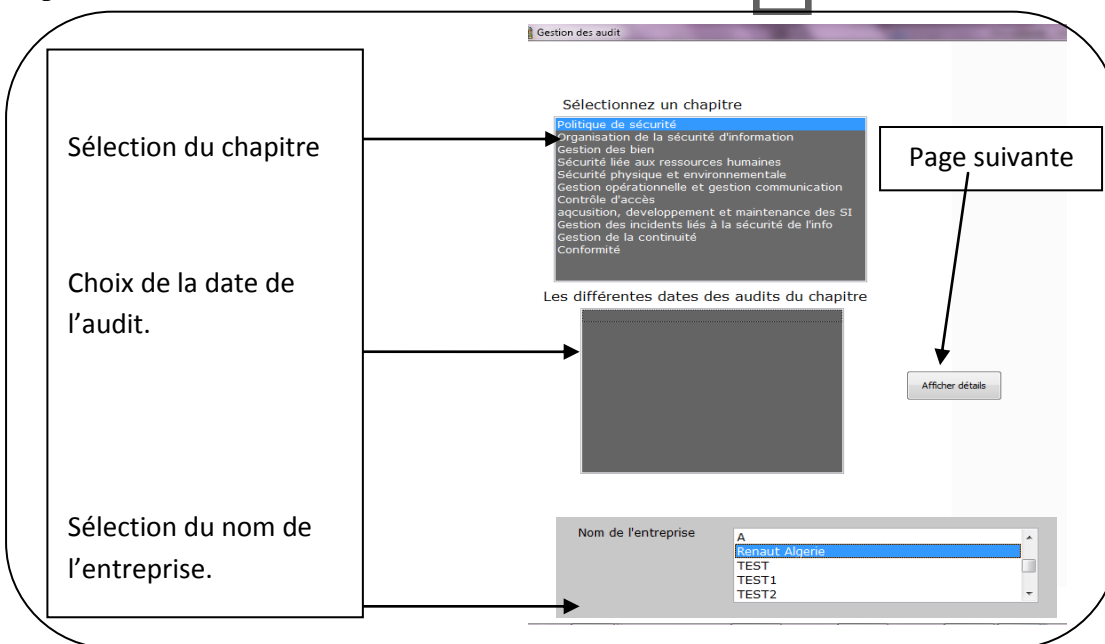 Gestion des audit
Sélection du chapitre
Choix de la date de
l’audit.
Sélection du nom de
l’entreprise.
Sélectionnez un chapitre
Politique de sécurité
Organisation de la sécurité d'information
Gestion des bien
Sécurité liée aux ressources humaines
Sécurité physique et environnementale
Gestion opérationnelle et gestion communication
Contrôle d'accès
aqcusition, developpement et maintenance des SI
Gestion des incidents liés à la sécurité de l'info
Gestion de la continuité
Conformité
Les différentes dates des audits du chapitre
Page suivante
Afficher détails
Nom de l'entreprise
A
Renaut Algerie
TEST
TEST1
TEST2